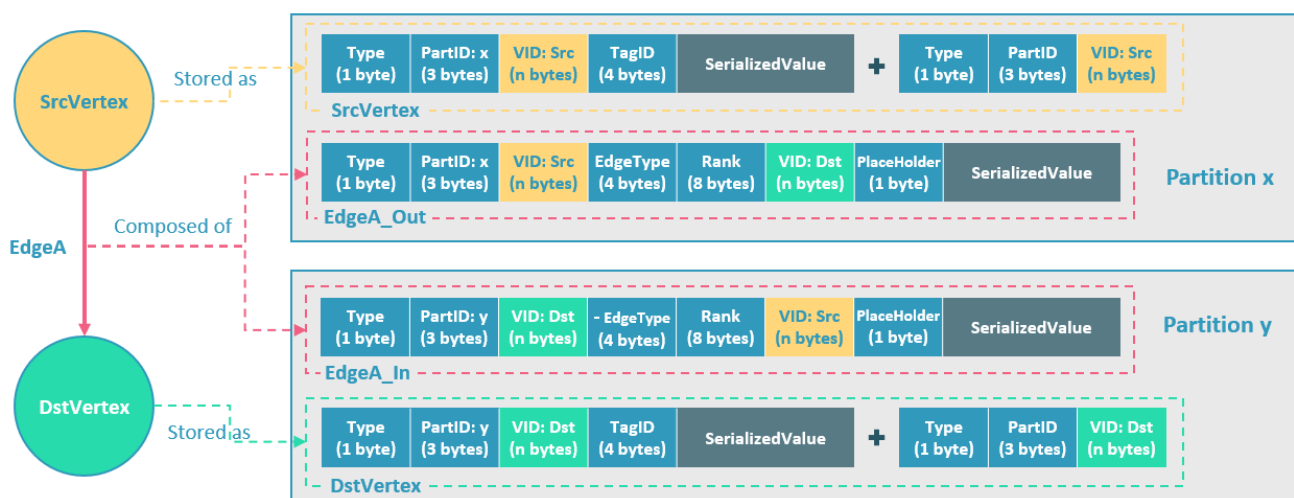 SrcVertex
Stored as
Type PartID: x VID: Src TagID SerializedValue + Type PartID VID: Src
(1 byte) (3 bytes) (n bytes) (4 bytes) (1 byte) (3 bytes) (n bytes)
SrcVertex
Type PartID: x VID: Src EdgeType Rank VID: Dst PlaceHolder SerializedValue
(1 byte) (3 bytes) (n bytes) (4 bytes) (8 bytes) (n bytes) (1 byte)
EdgeA_Out
Partition x
Composed of
EdgeA
Type PartID: y VID: Dst - EdgeType Rank VID: Src PlaceHolder SerializedValue
(1 byte) (3 bytes) (n bytes) (4 bytes) (8 bytes) (n bytes) (1 byte)
EdgeA_In
Partition y
DstVertex
Stored as
Type PartID: y VID: Dst TagID SerializedValue + Type PartID VID: Dst
(1 byte) (3 bytes) (n bytes) (4 bytes) (1 byte) (3 bytes) (n bytes)
DstVertex